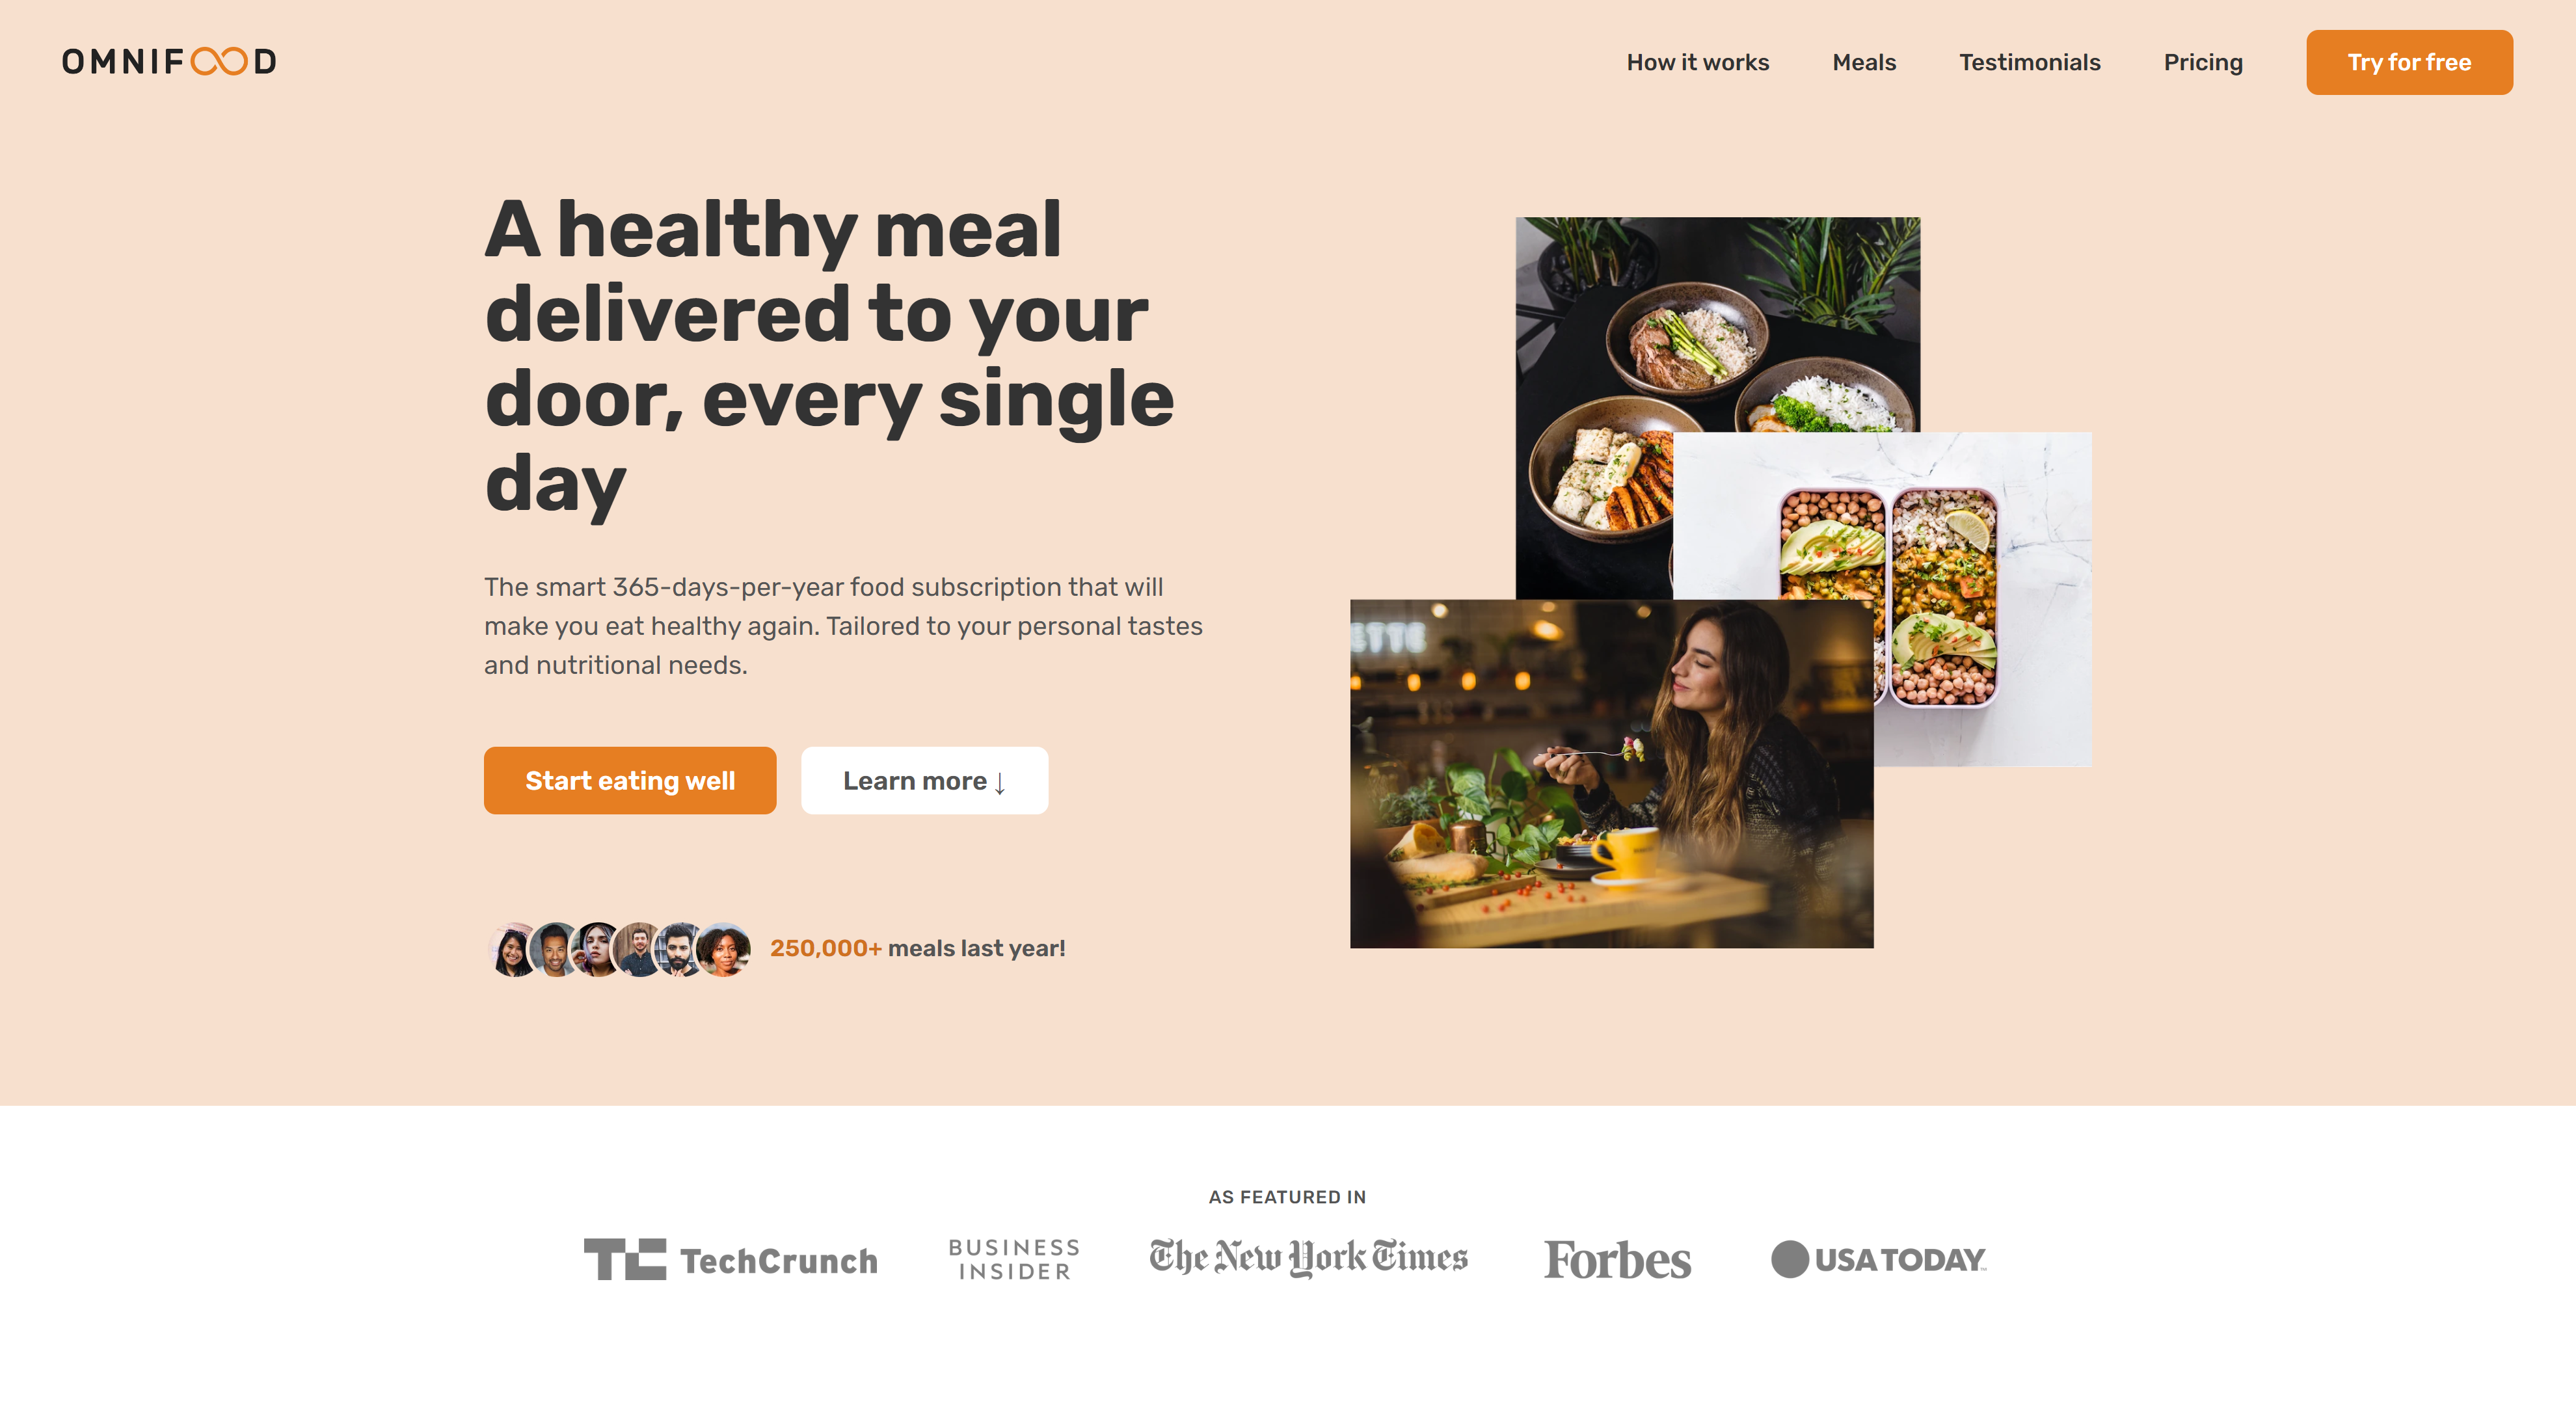 OMNIFOOD
How it works
Meals
Testimonials
Pricing
Try for free
A healthy meal
delivered to your
door, every single
day
The smart 365-days-per-year food subscription that will
make you eat healthy again. Tailored to your personal tastes
and nutritional needs.
Start eating well
Learn more ↓
250,000+ meals last year!
ETTE
AS FEATURED IN
TC TechCrunch
BUSINESS
INSIDER
The New York Times
Forbes
USA TODAY™